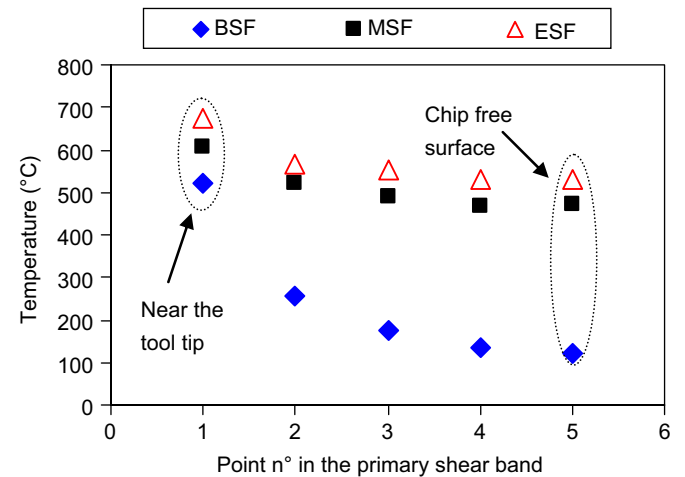 BSF MSF ESF
800
700
600
500
400
300
200
100
0
0 1 2 3 4 5 6
Temperature (°C)
Point n° in the primary shear band
Near the
tool tip
Chip free
surface